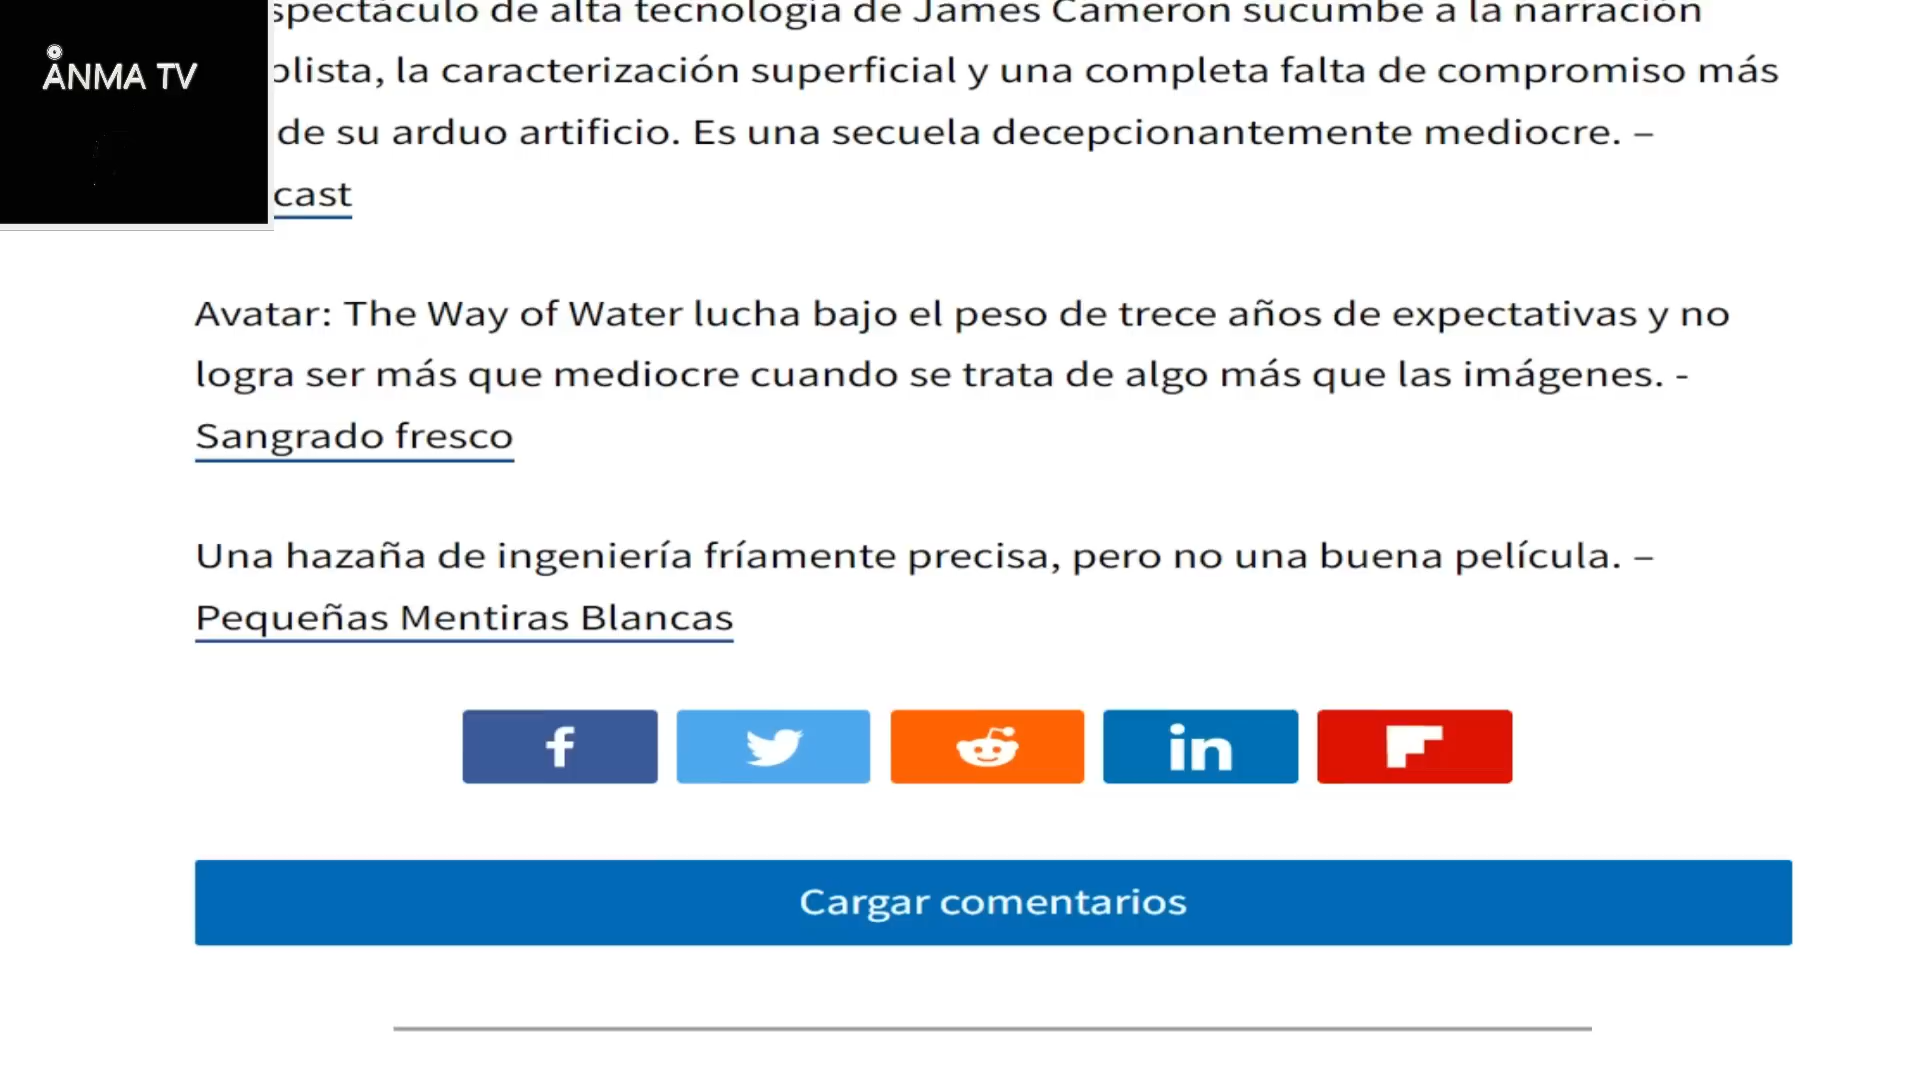 ANMA TV
spectáculo de alta tecnología de James Cameron sucumbe a la narración
plista, la caracterización superficial y una completa falta de compromiso más
de su arduo artificio. Es una secuela decepcionantemente mediocre. –
cast
Avatar: The Way of Water lucha bajo el peso de trece años de expectativas y no
logra ser más que mediocre cuando se trata de algo más que las imágenes. -
Sangrado fresco
Una hazaña de ingeniería fríamente precisa, pero no una buena película. –
Pequeñas Mentiras Blancas
Cargar comentarios